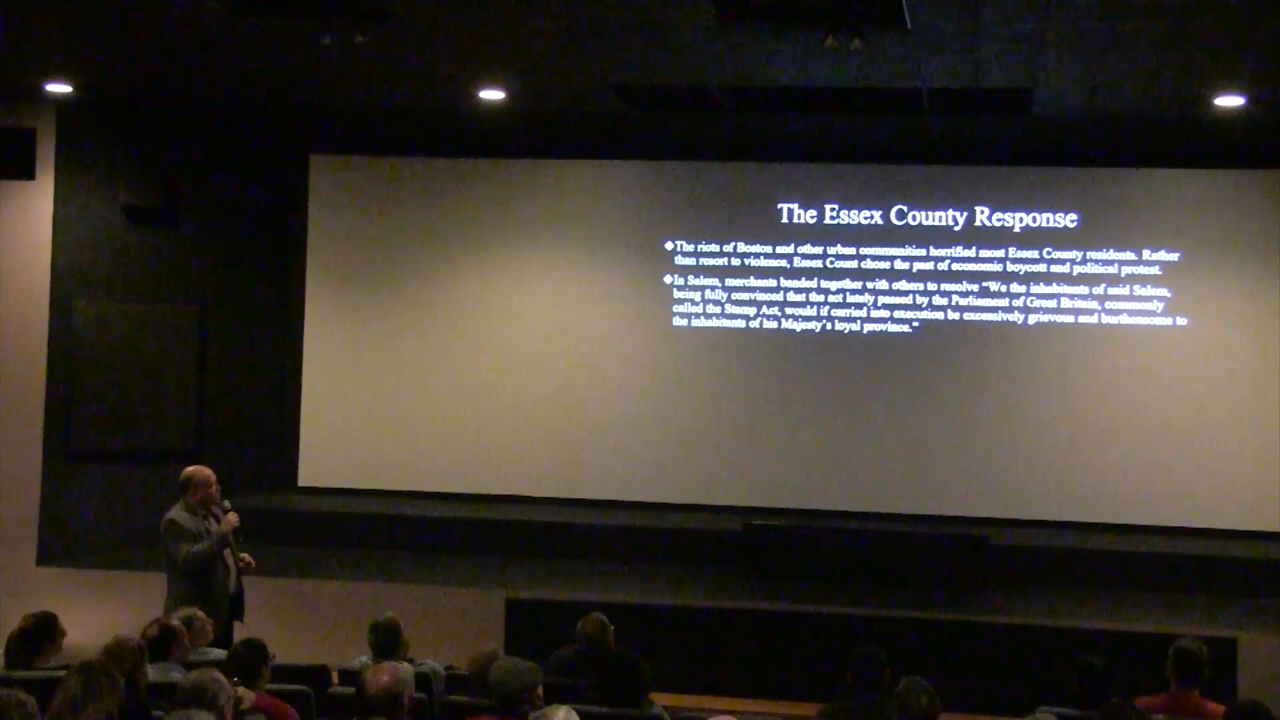 The Essex County Response
❖The riots of Boston and other urban communities horrified most Essex County residents. Rather
than resort to violence, Essex Count chose the past of economic boycott and political protest.
❖In Salem, merchants banded together with others to resolve “We the inhabitants of said Salem,
being fully convinced that the act lately passed by the Parliament of Great Britain, commonly
called the Stamp Act, would if carried into execution be excessively grievous and burthensome to
the inhabitants of his Majesty’s loyal province.”